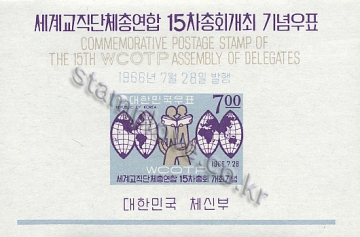 세계교직단체총연합 15차총회개최 기념우표
COMMEMORATIVE POSTAGE STAMP OF
THE 15TH WCOTP ASSEMBLY OF DELEGATES
1966년 7월 28일 발행
대한민국우표
7.00
REPUBLIC OF KOREA
WCOTP
1966.7.28
세계교직단체총연합 15차총회 개최기념
대한민국 체신부